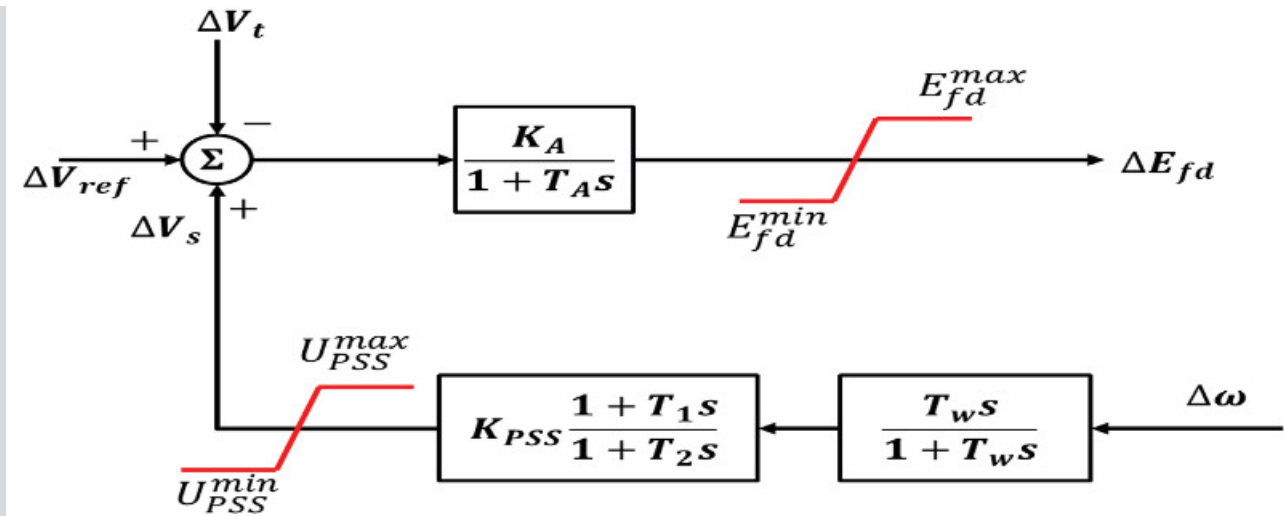 ΔV_t
−
+
Σ
ΔV_ref
+
ΔV_s
K_A
1 + T_A s
E_fd^max
E_fd^min
ΔE_fd
U_PSS^max
U_PSS^min
K_PSS
1 + T_1 s
1 + T_2 s
T_w s
1 + T_w s
Δω